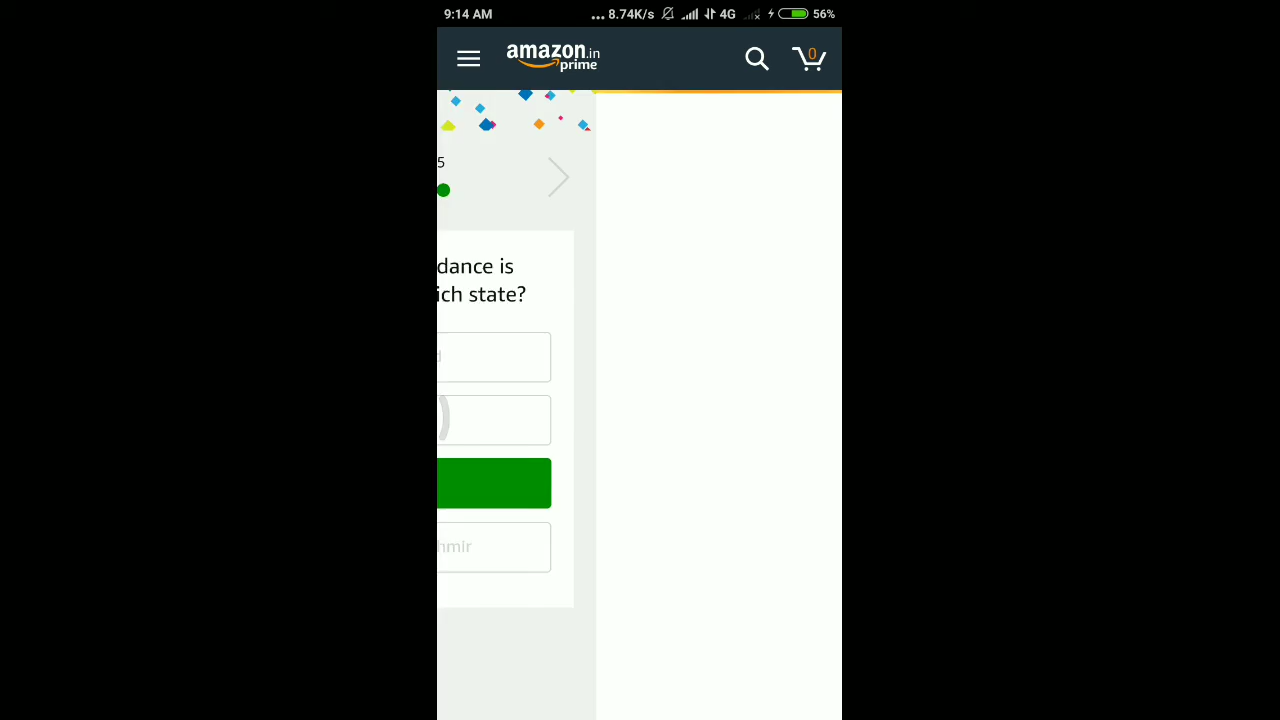 9:14 AM ... 8.74K/s 4G 56%
amazon.in
prime
0
5
dance is
ich state?
d
hmir